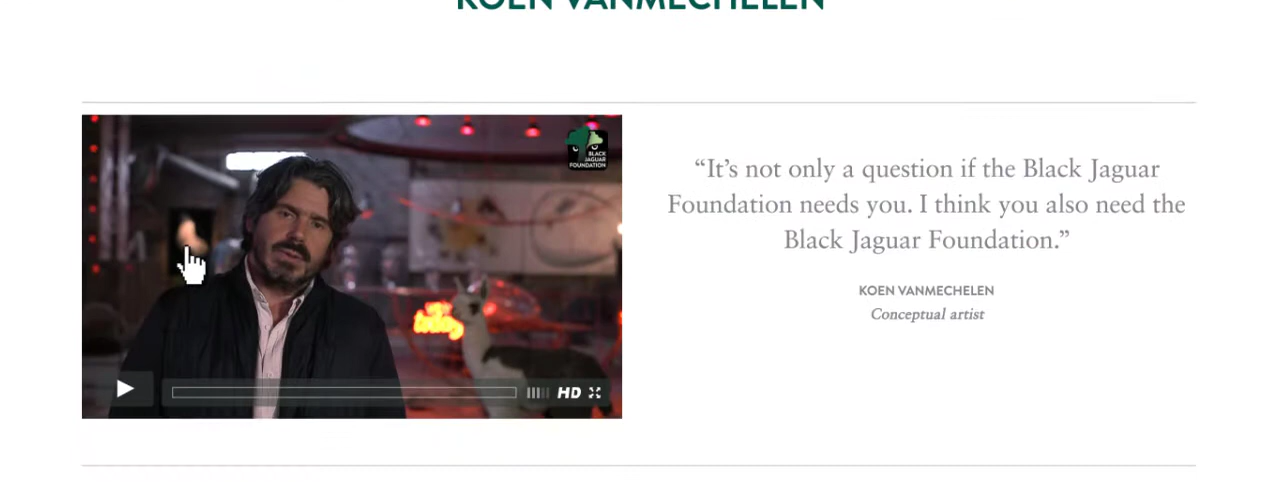 KOEN VANMECHELEN
BLACK
JAGUAR
FOUNDATION
today
HD
“It’s not only a question if the Black Jaguar
Foundation needs you. I think you also need the
Black Jaguar Foundation.”
KOEN VANMECHELEN
Conceptual artist